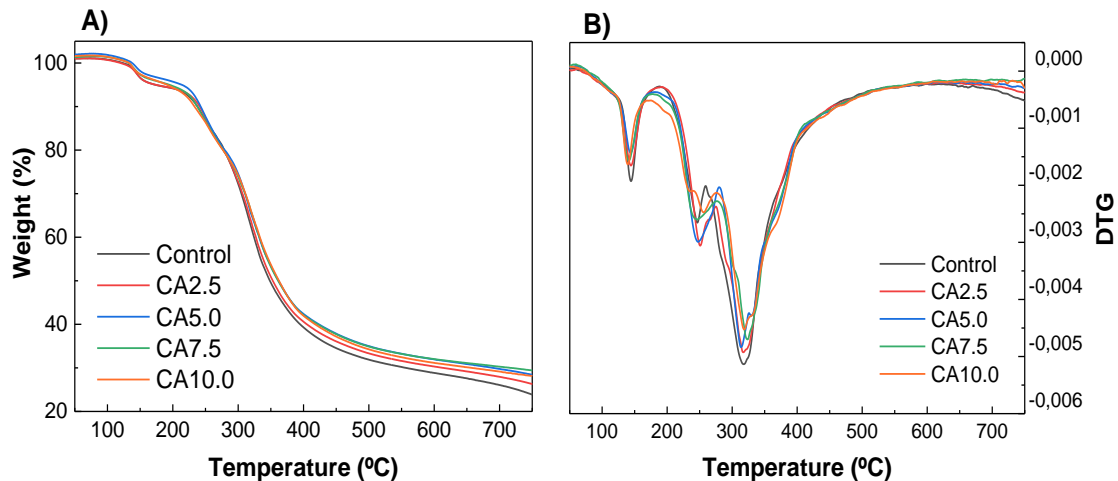 A)
100
80
60
40
20
Weight (%)
Control
CA2.5
CA5.0
CA7.5
CA10.0
100 200 300 400 500 600 700
Temperature (ºC)
B)
0,000
-0,001
-0,002
-0,003
-0,004
-0,005
-0,006
DTG
Control
CA2.5
CA5.0
CA7.5
CA10.0
100 200 300 400 500 600 700
Temperature (ºC)